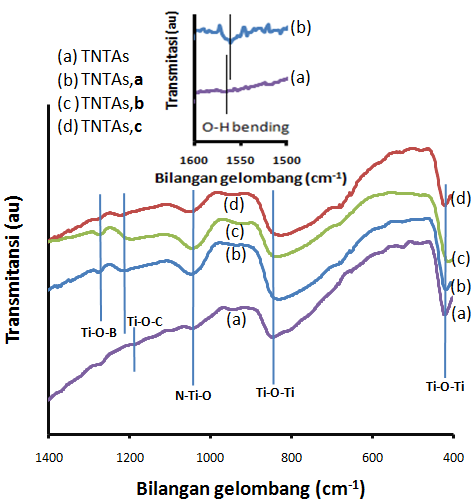 (a) TNTAs
(b) TNTAs,a
(c) TNTAs,b
(d) TNTAs,c
Transmitasi (au)
(b)
(a)
O-H bending
1600 1550 1500
Bilangan gelombang (cm-1)
Transmitansi (au)
(d)
(c)
(b)
(a)
(d)
(c)
(b)
(a)
Ti-O-B
Ti-O-C
N-Ti-O
Ti-O-Ti
Ti-O-Ti
1400 1200 1000 800 600 400
Bilangan gelombang (cm-1)